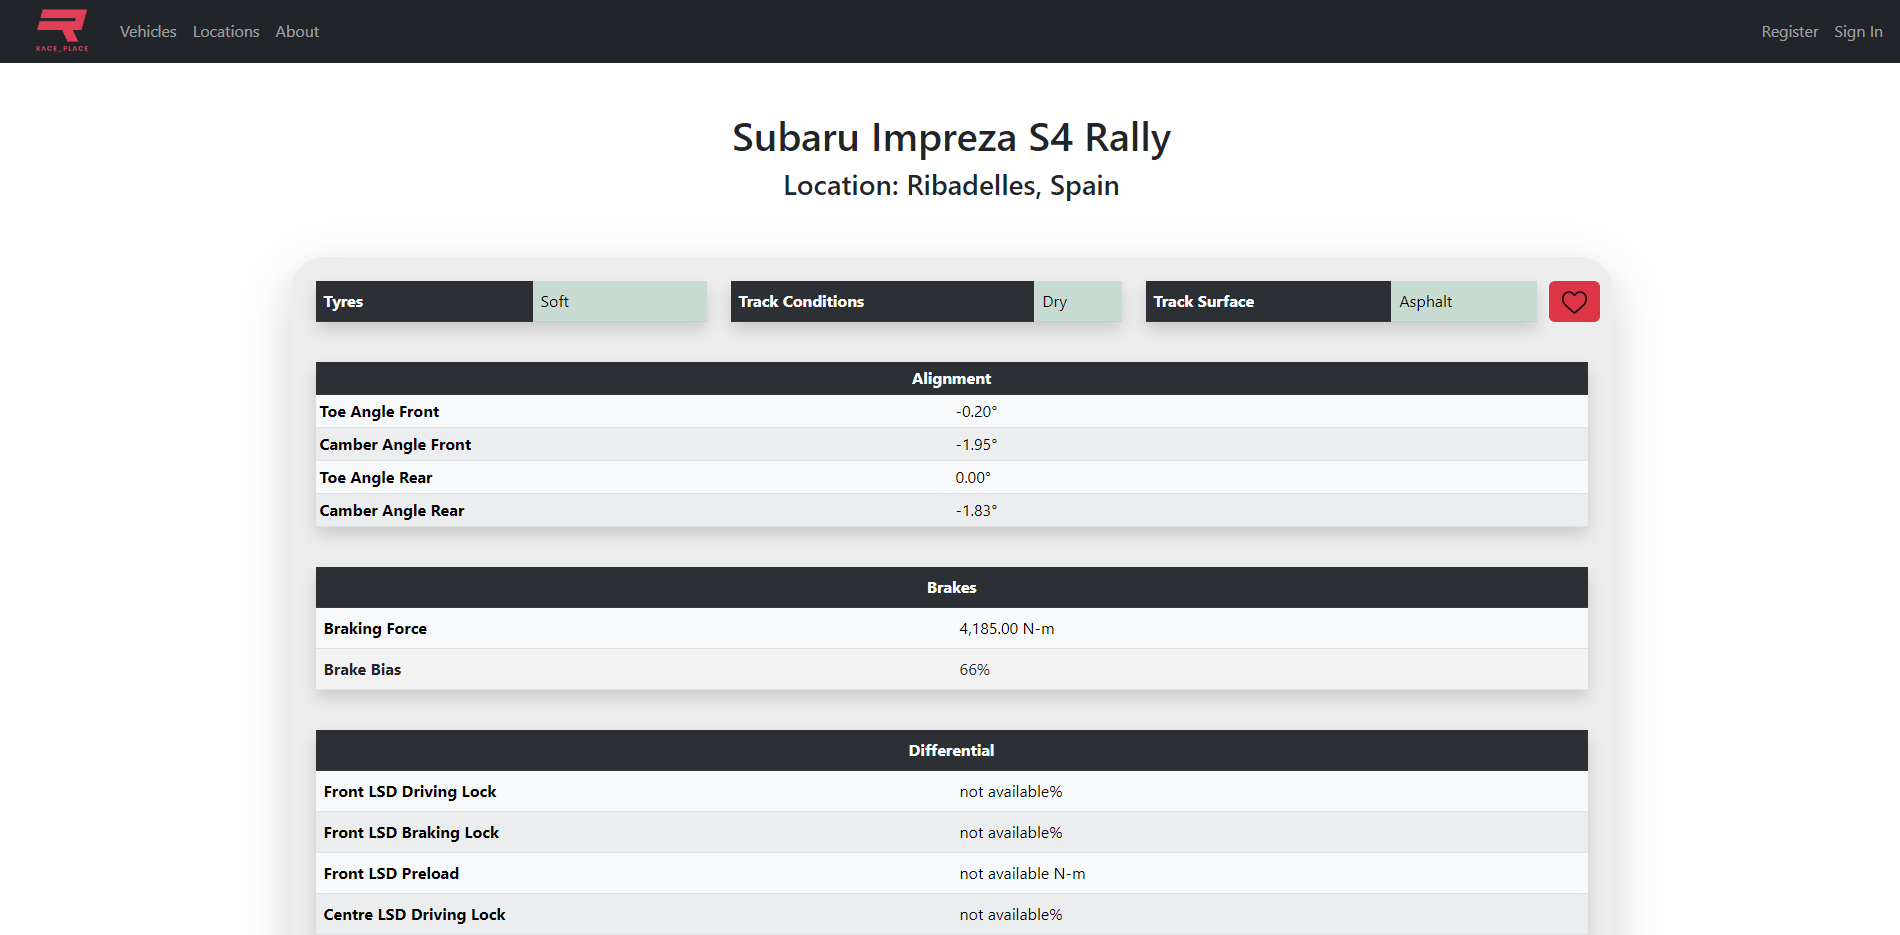 RACE_PLACE
Vehicles Locations About Register Sign In
Subaru Impreza S4 Rally
Location: Ribadelles, Spain
Tyres Soft Track Conditions Dry Track Surface Asphalt
Alignment
Toe Angle Front -0.20°
Camber Angle Front -1.95°
Toe Angle Rear 0.00°
Camber Angle Rear -1.83°
Brakes
Braking Force 4,185.00 N-m
Brake Bias 66%
Differential
Front LSD Driving Lock not available%
Front LSD Braking Lock not available%
Front LSD Preload not available N-m
Centre LSD Driving Lock not available%